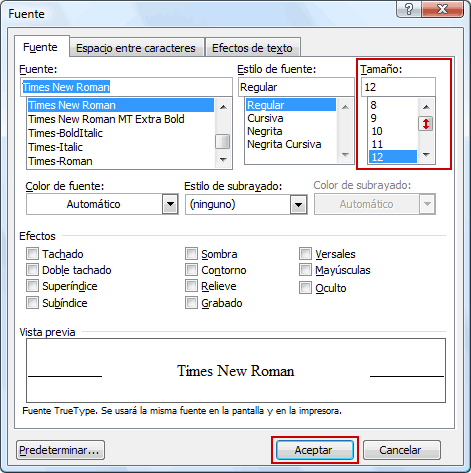 Fuente
Fuente Espacio entre caracteres Efectos de texto
Fuente: Estilo de fuente: Tamaño:
Times New Roman Regular 12
Times New Roman Regular 8
Times New Roman MT Extra Bold Cursiva 9
Times-BoldItalic Negrita 10
Times-Italic Negrita Cursiva 11
Times-Roman 12
Color de fuente: Estilo de subrayado: Color de subrayado:
Automático (ninguno) Automático
Efectos
Tachado Sombra Versales
Doble tachado Contorno Mayúsculas
Superíndice Relieve Oculto
Subíndice Grabado
Vista previa
Times New Roman
Fuente TrueType. Se usará la misma fuente en la pantalla y en la impresora.
Predeterminar... Aceptar Cancelar